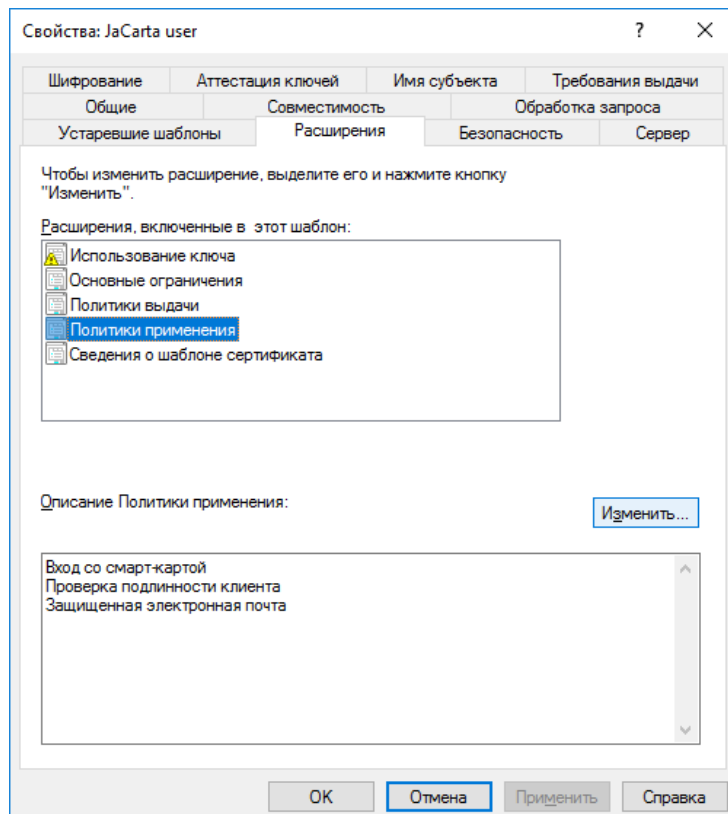 Свойства: JaCarta user
?
Шифрование Аттестация ключей Имя субъекта Требования выдачи
Общие Совместимость Обработка запроса
Устаревшие шаблоны Расширения Безопасность Сервер
Чтобы изменить расширение, выделите его и нажмите кнопку
"Изменить".
Расширения, включенные в этот шаблон:
Использование ключа
Основные ограничения
Политики выдачи
Политики применения
Сведения о шаблоне сертификата
Описание Политики применения:
Изменить...
Вход со смарт-картой
Проверка подлинности клиента
Защищенная электронная почта
OK Отмена Применить Справка